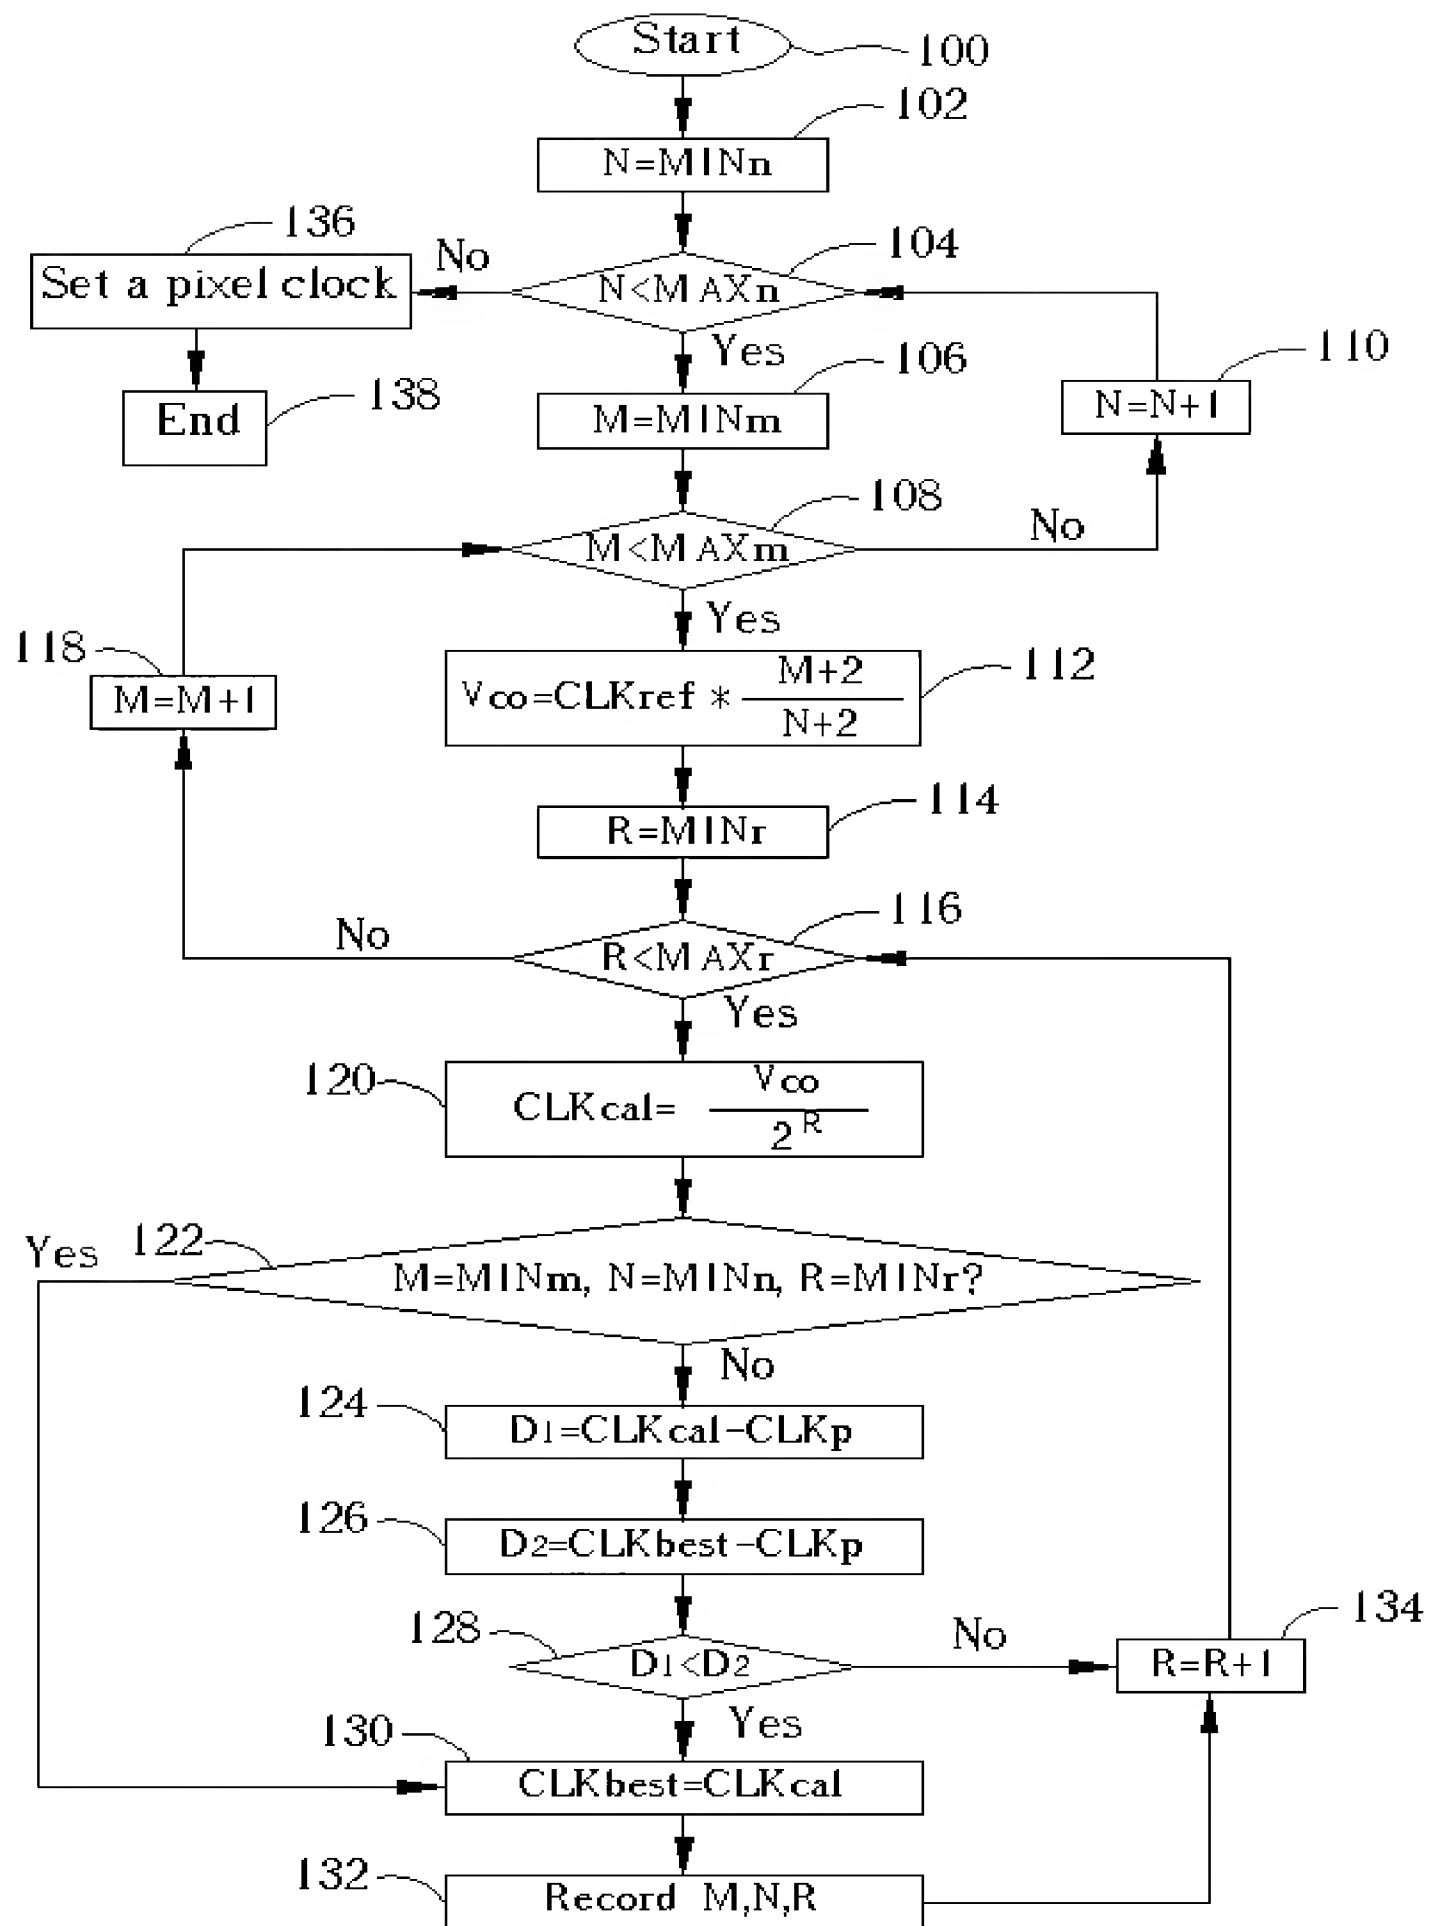 Start
100
102
N=MINn
136
104
No
Set a pixel clock
N<MAXn
Yes
110
106
138
End
M=MINm
N=N+1
108
No
M<MAXm
Yes
118
112
M=M+1
Vco=CLKref * M+2
N+2
114
R=MINr
116
No
R<MAXr
Yes
120
CLKcal= Vco
2^R
Yes
122
M=MINm, N=MINn, R=MINr?
No
124
D1=CLKcal-CLKp
126
D2=CLKbest-CLKp
134
128
No
D1<D2
R=R+1
Yes
130
CLKbest=CLKcal
132
Record M,N,R